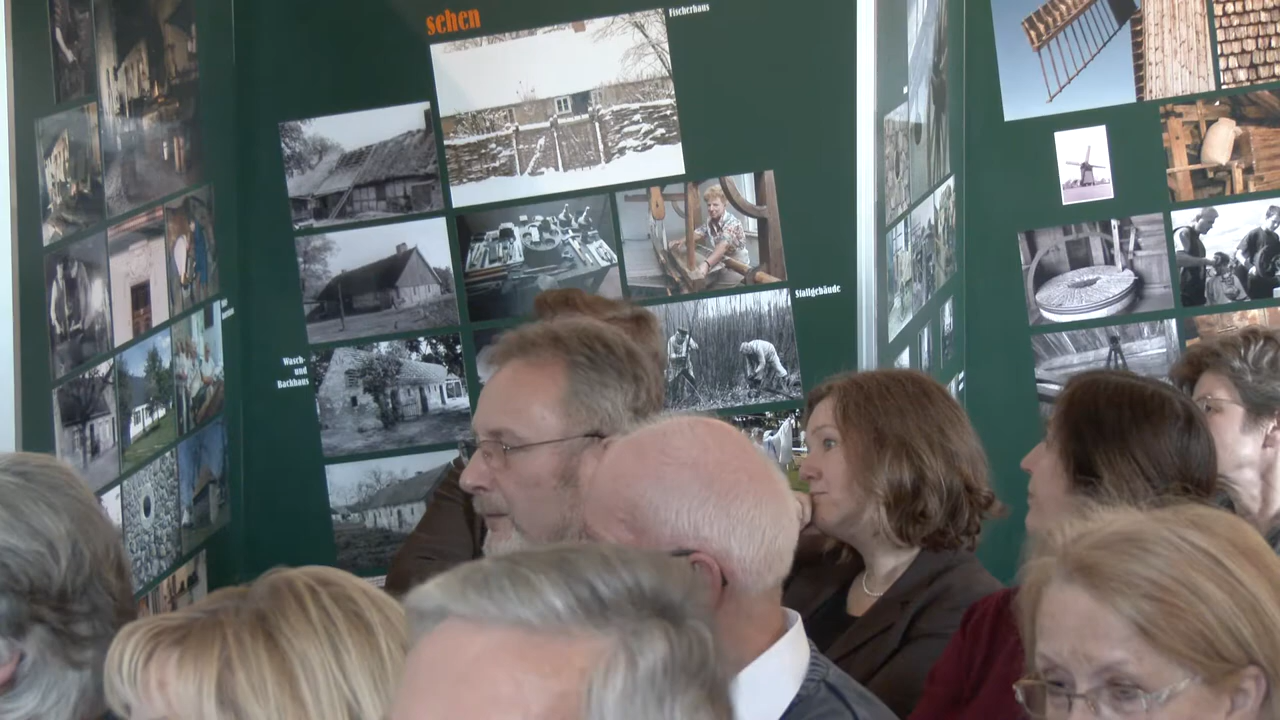 sehen
Fischerhaus
Stallgebäude
Wasch-
und
Backhaus